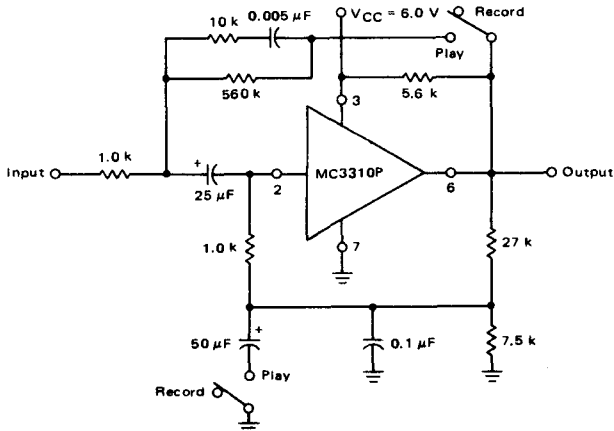 0.005 µF
10 k
VCC = 6.0 V
Record
Play
560 k
5.6 k
3
Input
1.0 k
+
25 µF
2
MC3310P
6
Output
1.0 k
7
27 k
50 µF
+
0.1 µF
7.5 k
Play
Record